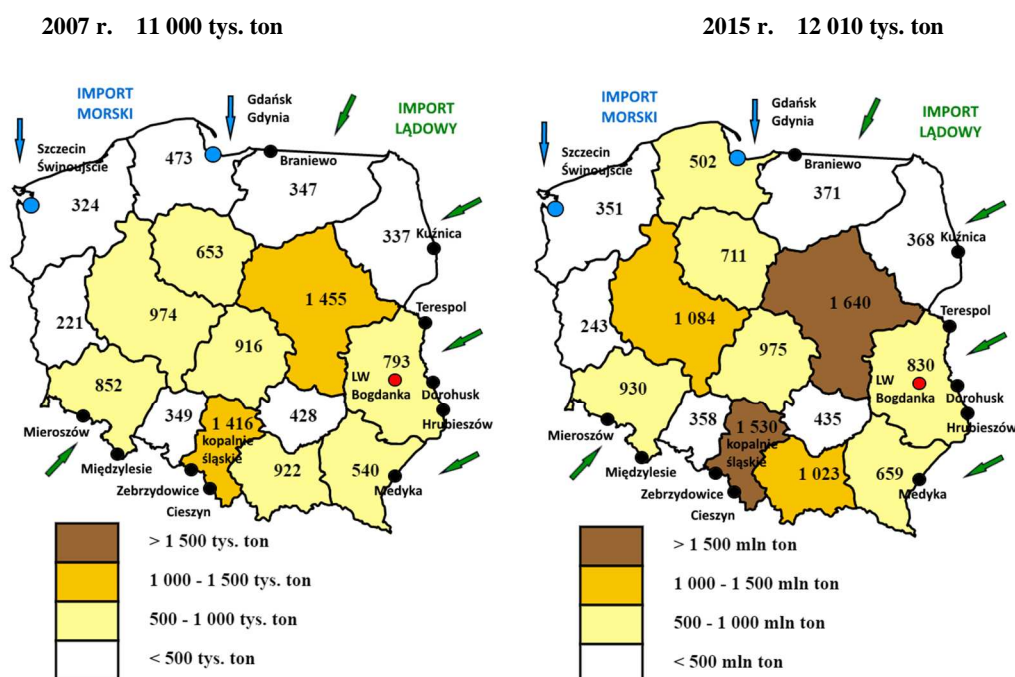 2007 r. 11 000 tys. ton
IMPORT
MORSKI
Gdańsk
Gdynia
IMPORT
LĄDOWY
Szczecin
Świnoujście
473
Braniewo
347
324
337
Kuźnica
653
1 455
Terespol
221
974
916
793
LW
Bogdanka
852
Dorohusk
349
1 416
428
Hrubieszów
Mieroszów
kopalnie
śląskie
Międzylesie
922
540
Medyka
Zebrzydowice
Cieszyn
> 1 500 tys. ton
1 000 - 1 500 tys. ton
500 - 1 000 tys. ton
< 500 tys. ton
2015 r. 12 010 tys. ton
IMPORT
MORSKI
Gdańsk
Gdynia
IMPORT
LĄDOWY
Szczecin
Świnoujście
502
Braniewo
371
351
368
Kuźnica
711
1 640
Terespol
243
1 084
975
830
LW
Bogdanka
930
Dorohusk
358
1 530
435
Hrubieszów
Mieroszów
kopalnie
śląskie
Międzylesie
1 023
659
Medyka
Zebrzydowice
Cieszyn
> 1 500 mln ton
1 000 - 1 500 mln ton
500 - 1 000 mln ton
< 500 mln ton